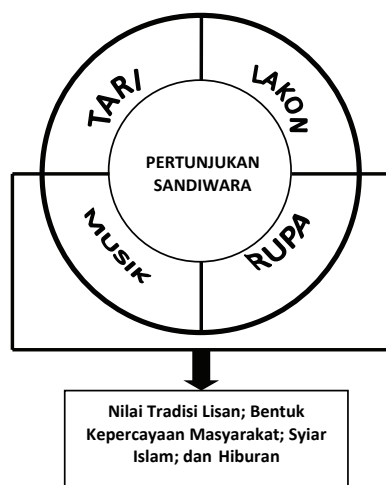 TARI
LAKON
PERTUNJUKAN
SANDIWARA
MUSIK
RUPA
Nilai Tradisi Lisan; Bentuk
Kepercayaan Masyarakat; Syiar
Islam; dan Hiburan